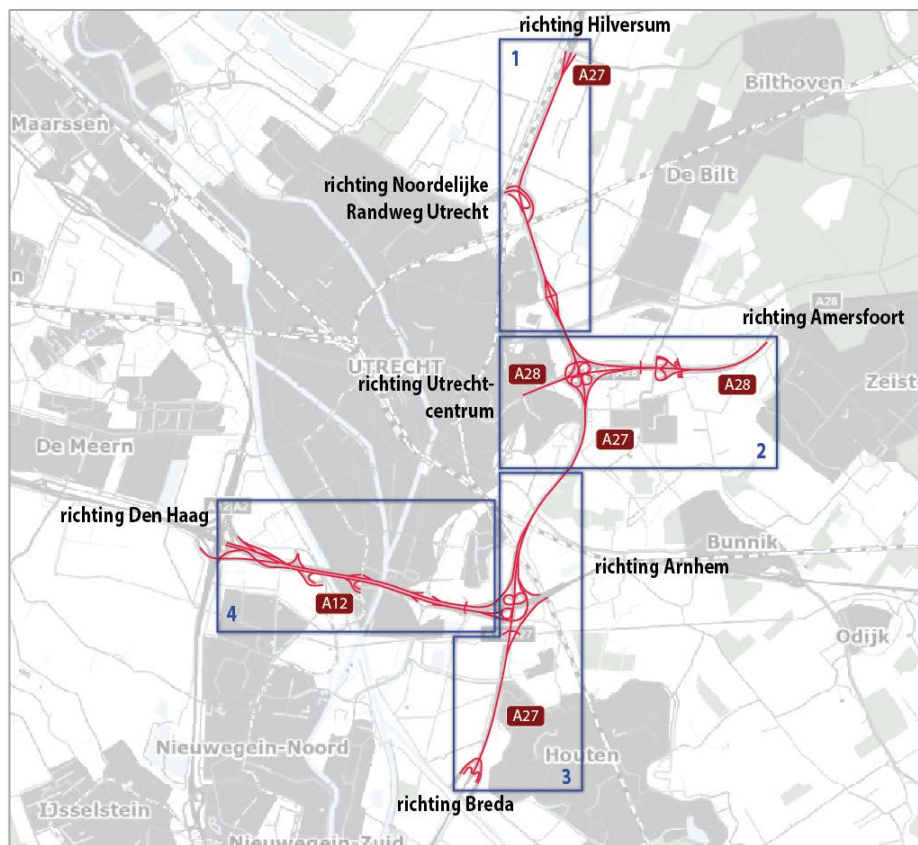 richting Hilversum
1
A27
Bilthoven
Maarssen
De Bilt
richting Noordelijke
Randweg Utrecht
A28
richting Amersfoort
UTRECHT
A28
richting Utrecht-
centrum
A28
Zeist
A27
2
De Meern
richting Den Haag
Bunnik
richting Arnhem
4
A12
Odijk
A27
Nieuwegein-Noord
Houten
3
richting Breda
IJsselstein
Nieuwegein-Zuid